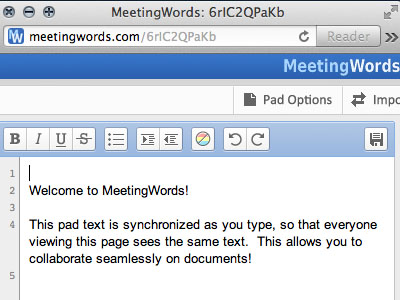 MeetingWords: 6rIC2QPaKb
W meetingwords.com/6rIC2QPaKb Reader
MeetingWords
Pad Options Impo
B I U S
1
2 Welcome to MeetingWords!
3
4 This pad text is synchronized as you type, so that everyone
viewing this page sees the same text.  This allows you to
collaborate seamlessly on documents!
5